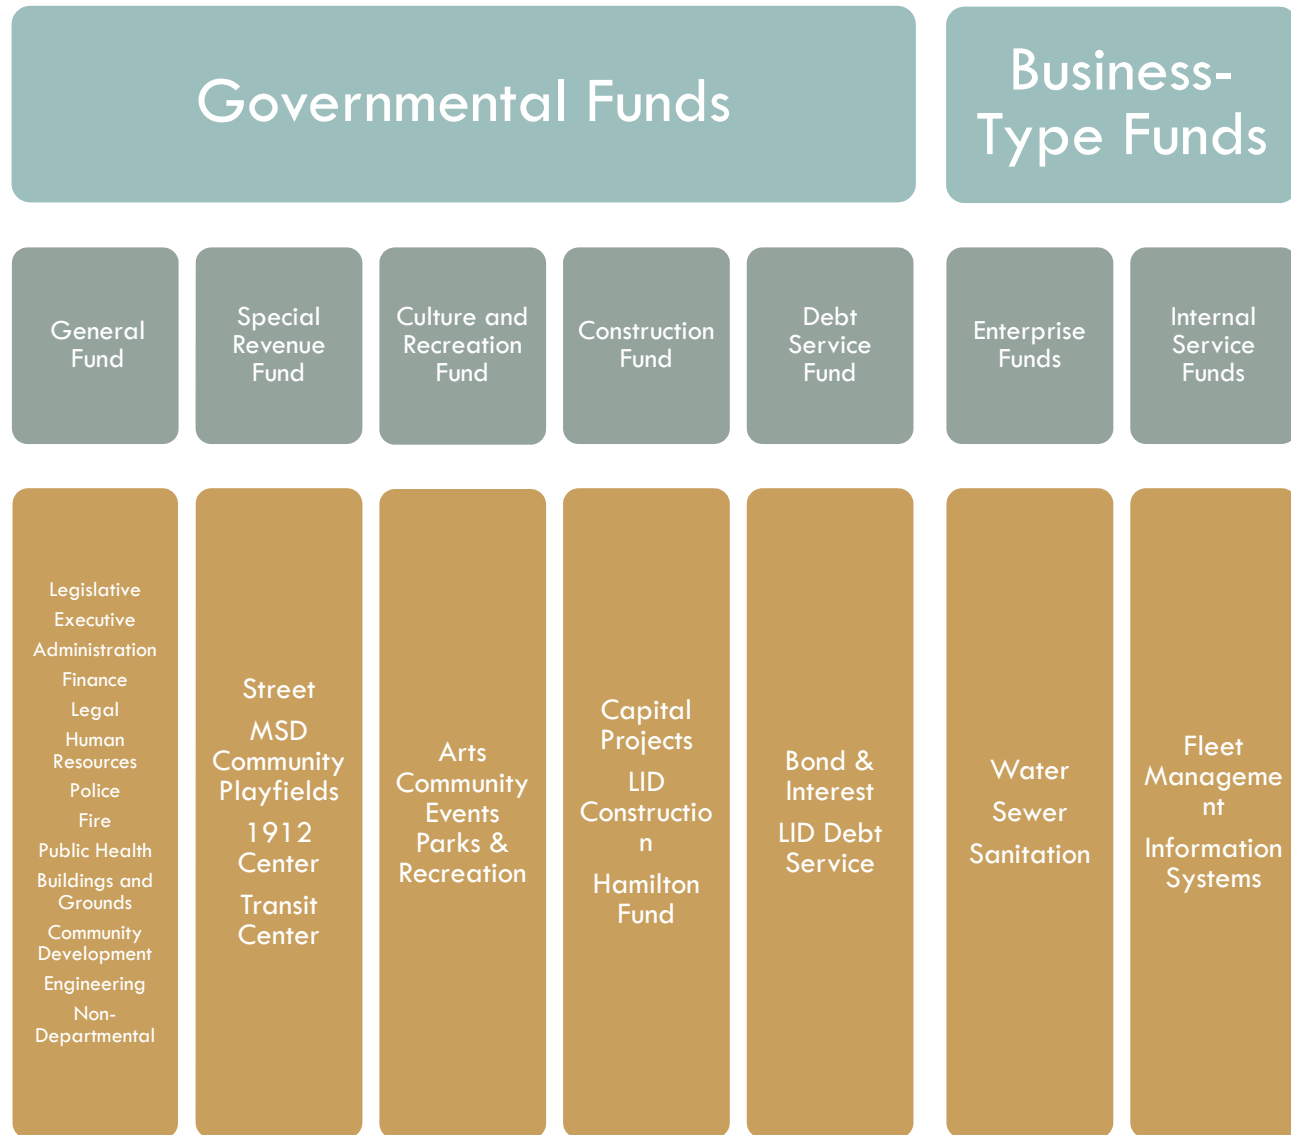 Governmental Funds
Business-
Type Funds
General
Fund
Special
Revenue
Fund
Culture and
Recreation
Fund
Construction
Fund
Debt
Service
Fund
Enterprise
Funds
Internal
Service
Funds
Legislative
Executive
Administration
Finance
Legal
Human
Resources
Police
Fire
Public Health
Buildings and
Grounds
Community
Development
Engineering
Non-
Departmental
Street
MSD
Community
Playfields
1912
Center
Transit
Center
Arts
Community
Events
Parks &
Recreation
Capital
Projects
LID
Constructio
n
Hamilton
Fund
Bond &
Interest
LID Debt
Service
Water
Sewer
Sanitation
Fleet
Manageme
nt
Information
Systems